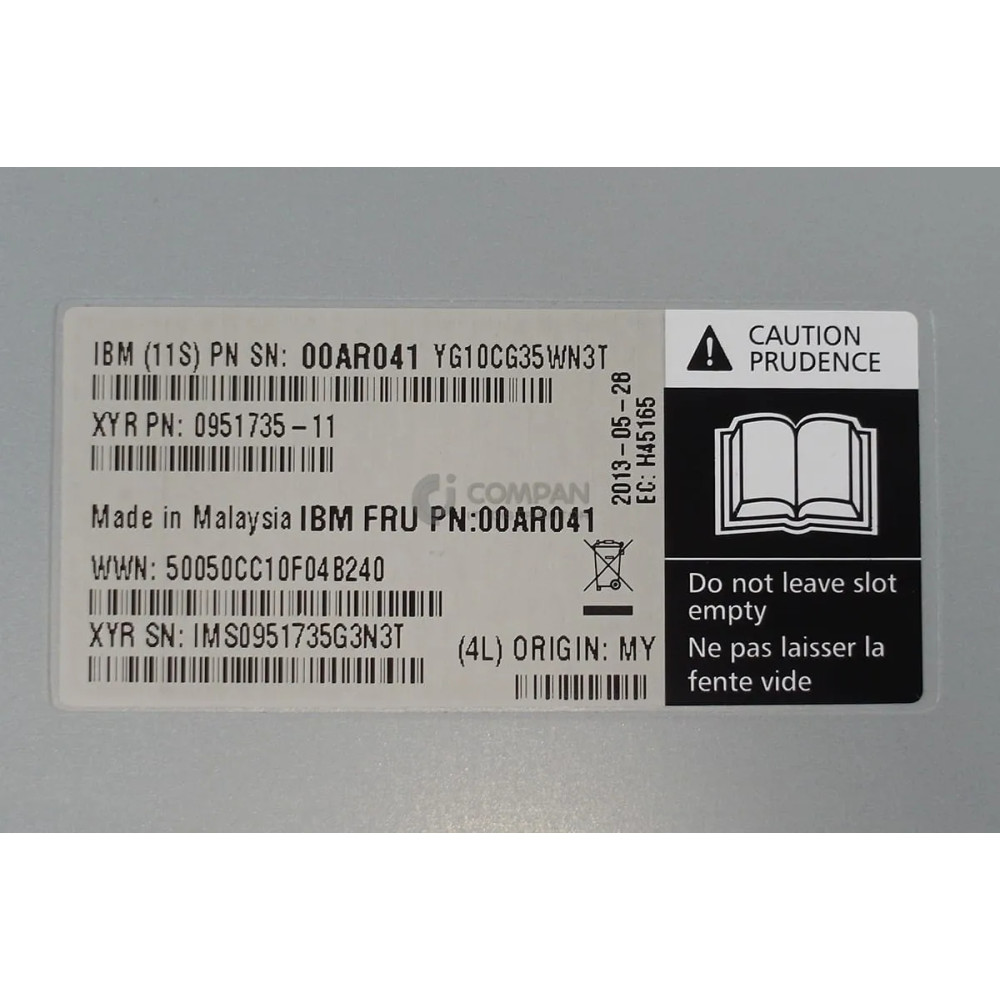 IBM (11S) PN SN: 00AR041 YG10CG35WN3T
XYR PN: 0951735-11
2013-05-28
EC: H45165
Made in Malaysia IBM FRU PN:00AR041
COMPAN
WWN: 50050CC10F04B240
XYR SN: IMS0951735G3N3T
(4L) ORIGIN: MY
CAUTION
PRUDENCE
Do not leave slot
empty
Ne pas laisser la
fente vide